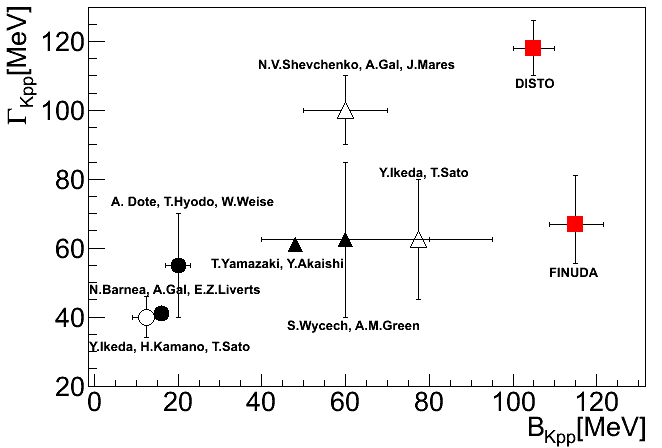 Γ_Kpp[MeV]
120
100
80
60
40
20
N.V.Shevchenko, A.Gal, J.Mares
DISTO
Y.Ikeda, T.Sato
A. Dote, T.Hyodo, W.Weise
T.Yamazaki, Y.Akaishi
FINUDA
N.Barnea, A.Gal, E.Z.Liverts
S.Wycech, A.M.Green
Y.Ikeda, H.Kamano, T.Sato
0 20 40 60 80 100 120
B_Kpp[MeV]